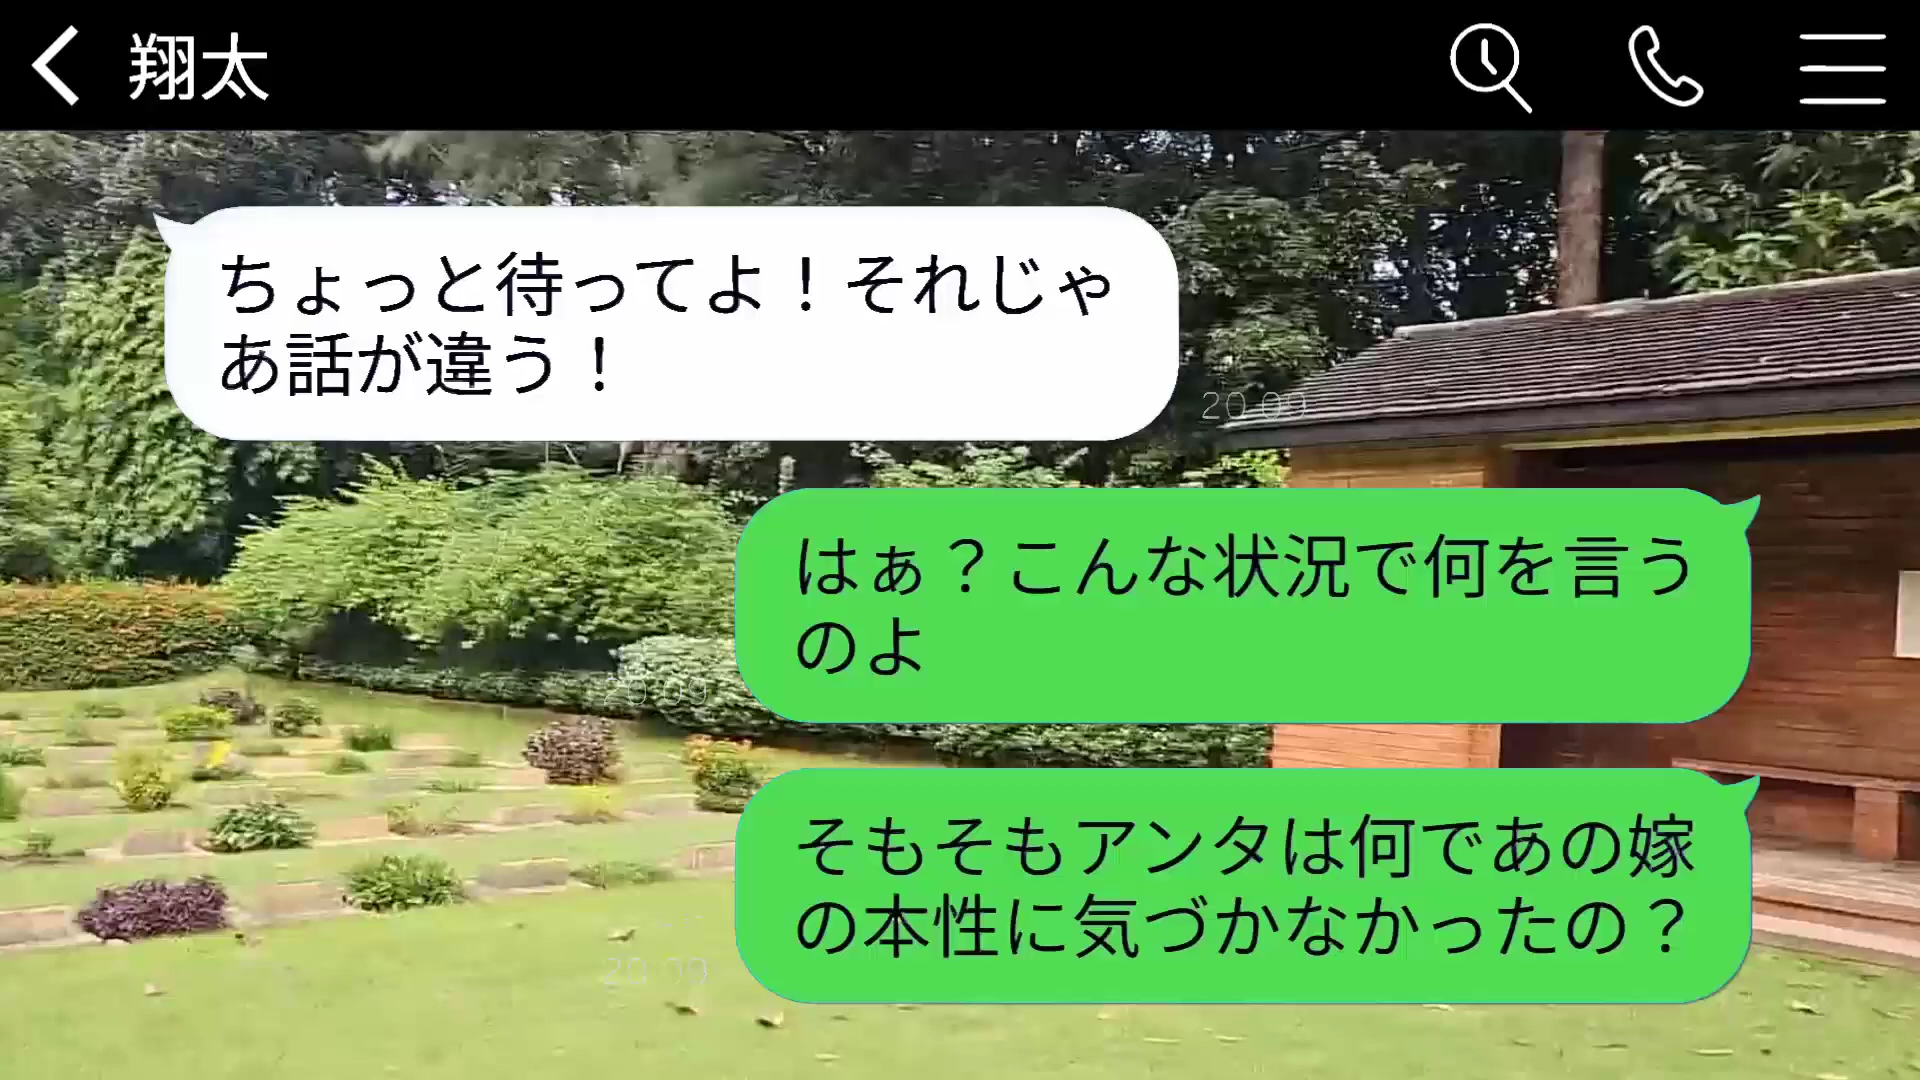 翔太
ちょっと待ってよ！それじゃ
あ話が違う！
20:09
はぁ？こんな状況で何を言う
のよ
20:09
そもそもアンタは何であの嫁
の本性に気づかなかったの？
20:09